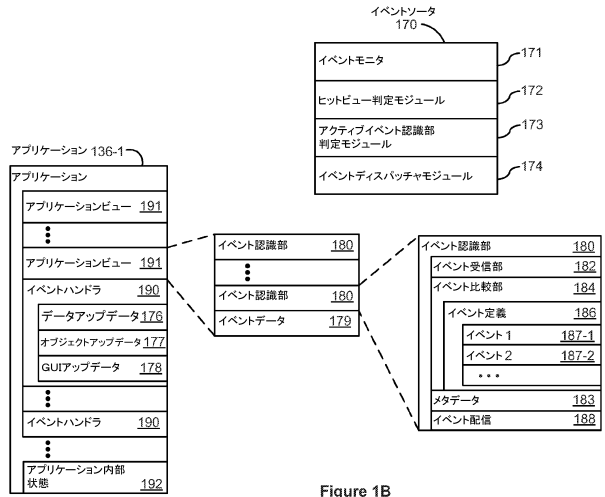 イベントソータ
170
イベントモニタ
171
ヒットビュー判定モジュール
172
アクティブイベント認識部
判定モジュール
173
イベントディスパッチャモジュール
174
アプリケーション 136-1
アプリケーション
アプリケーションビュー 191
アプリケーションビュー 191
イベントハンドラ 190
データアップデータ 176
オブジェクトアップデータ 177
GUIアップデータ 178
イベントハンドラ 190
アプリケーション内部
状態 192
イベント認識部 180
イベント認識部 180
イベントデータ 179
イベント認識部 180
イベント受信部 182
イベント比較部 184
イベント定義 186
イベント1 187-1
イベント2 187-2
・・・
メタデータ 183
イベント配信 188
Figure 1B